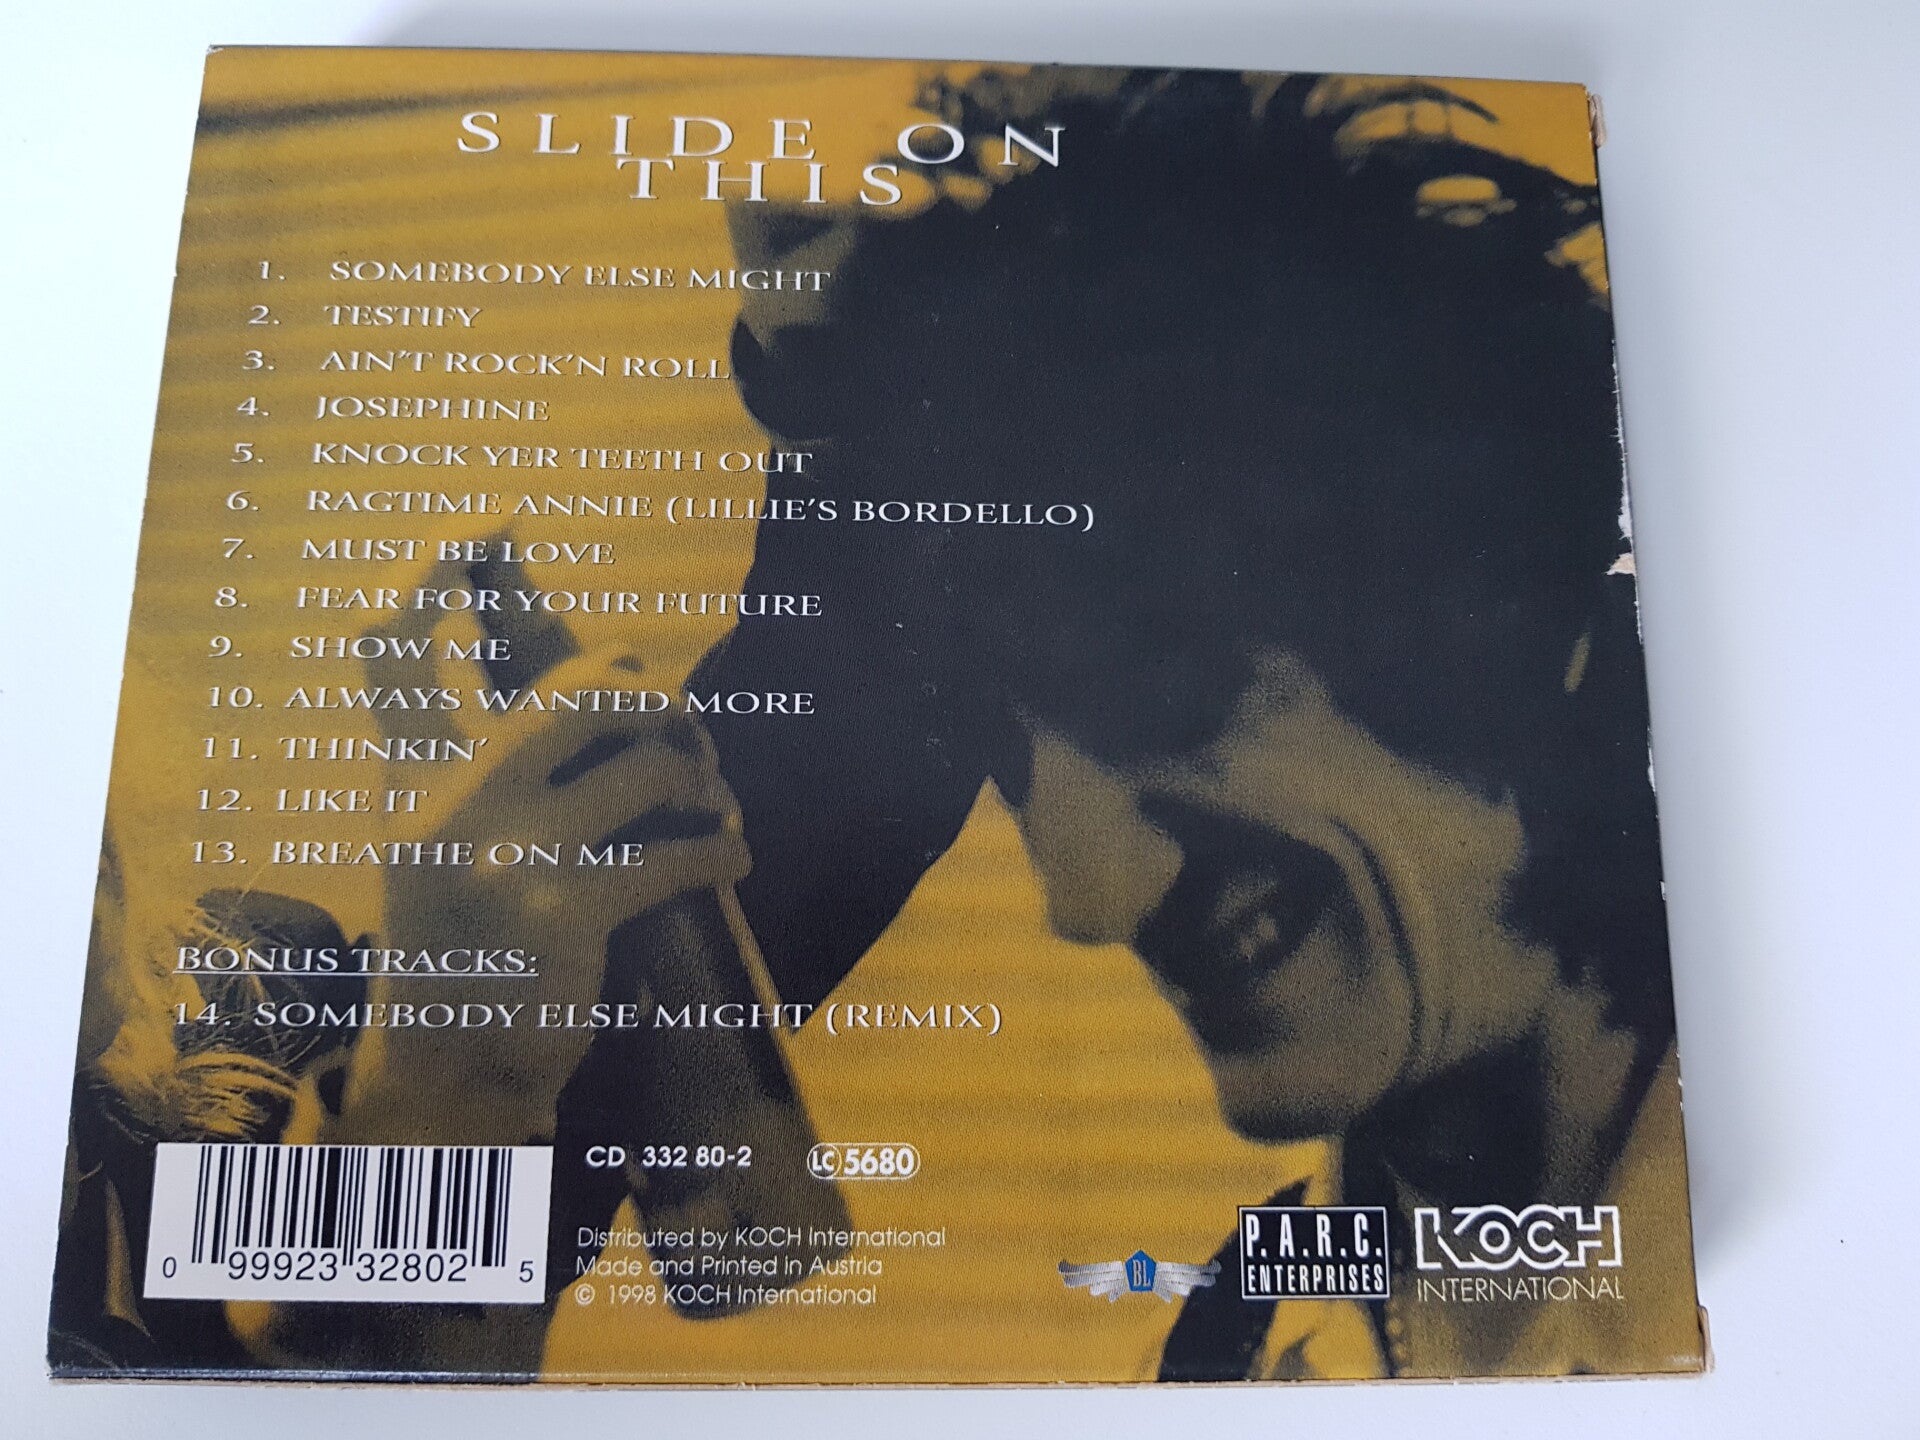 SLIDE ON
THIS
1. SOMEBODY ELSE MIGHT
2. TESTIFY
3. AIN'T ROCK'N ROLL
4. JOSEPHINE
5. KNOCK YER TEETH OUT
6. RAGTIME ANNIE (LILLIE'S BORDELLO)
7. MUST BE LOVE
8. FEAR FOR YOUR FUTURE
9. SHOW ME
10. ALWAYS WANTED MORE
11. THINKIN'
12. LIKE IT
13. BREATHE ON ME
BONUS TRACKS:
14. SOMEBODY ELSE MIGHT (REMIX)
CD 332 80-2 LC 5680
0 99923 32802 5
Distributed by KOCH International
Made and Printed in Austria
© 1998 KOCH International
BL
P.A.R.C.
ENTERPRISES
KOCH
INTERNATIONAL